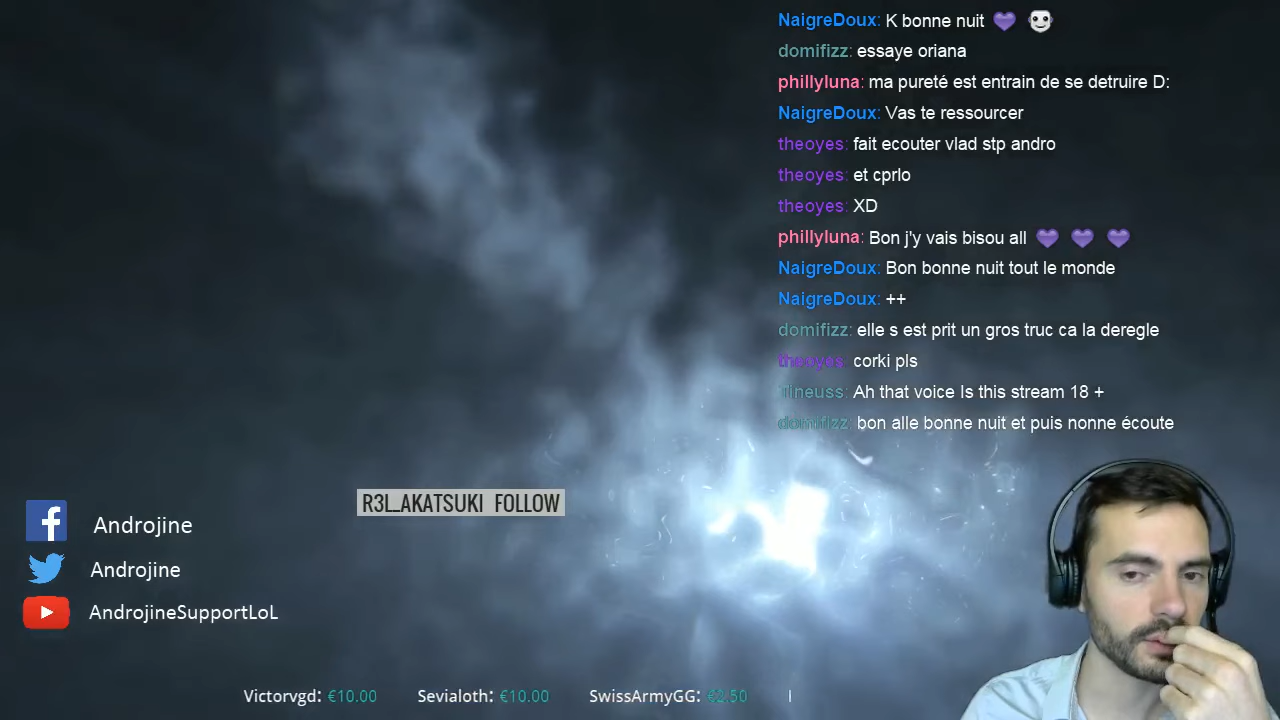 NaigreDoux: K bonne nuit
domifizz: essaye oriana
phillyluna: ma pureté est entrain de se detruire D:
NaigreDoux: Vas te ressourcer
theoyes: fait ecouter vlad stp andro
theoyes: et cprlo
theoyes: XD
phillyluna: Bon j'y vais bisou all
NaigreDoux: Bon bonne nuit tout le monde
NaigreDoux: ++
domifizz: elle s est prit un gros truc ca la deregle
theoyes: corki pls
Tineuss: Ah that voice Is this stream 18 +
domifizz: bon alle bonne nuit et puis nonne écoute
R3L_AKATSUKI FOLLOW
Androjine
Androjine
AndrojineSupportLoL
Victorvgd: €10.00 Sevialoth: €10.00 SwissArmyGG: €2.50